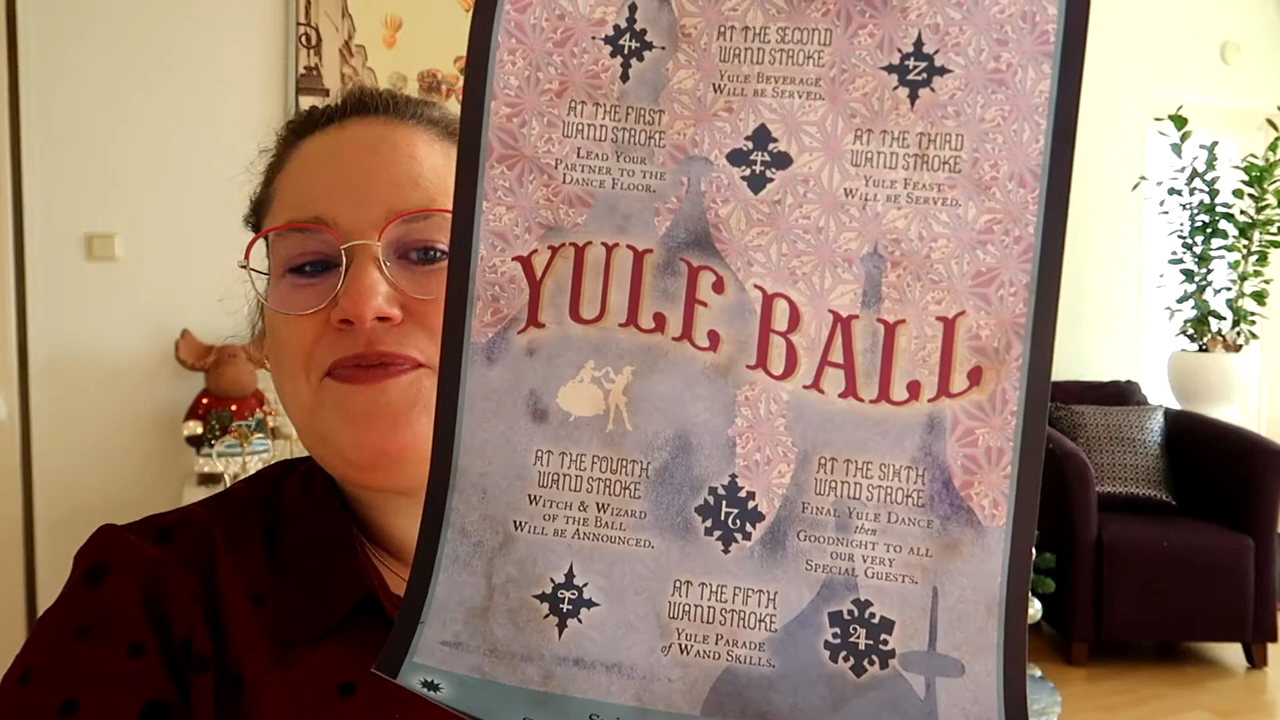 AT THE FIRST
WAND STROKE
LEAD YOUR
PARTNER TO THE
DANCE FLOOR.
AT THE SECOND
WAND STROKE
YULE BEVERAGE
WILL BE SERVED.
AT THE THIRD
WAND STROKE
YULE FEAST
WILL BE SERVED.
YULE BALL
AT THE FOURTH
WAND STROKE
WITCH & WIZARD
OF THE BALL
WILL BE ANNOUNCED.
AT THE FIFTH
WAND STROKE
YULE PARADE
of WAND SKILLS.
AT THE SIXTH
WAND STROKE
FINAL YULE DANCE
then
GOODNIGHT TO ALL
OUR VERY
SPECIAL GUESTS.